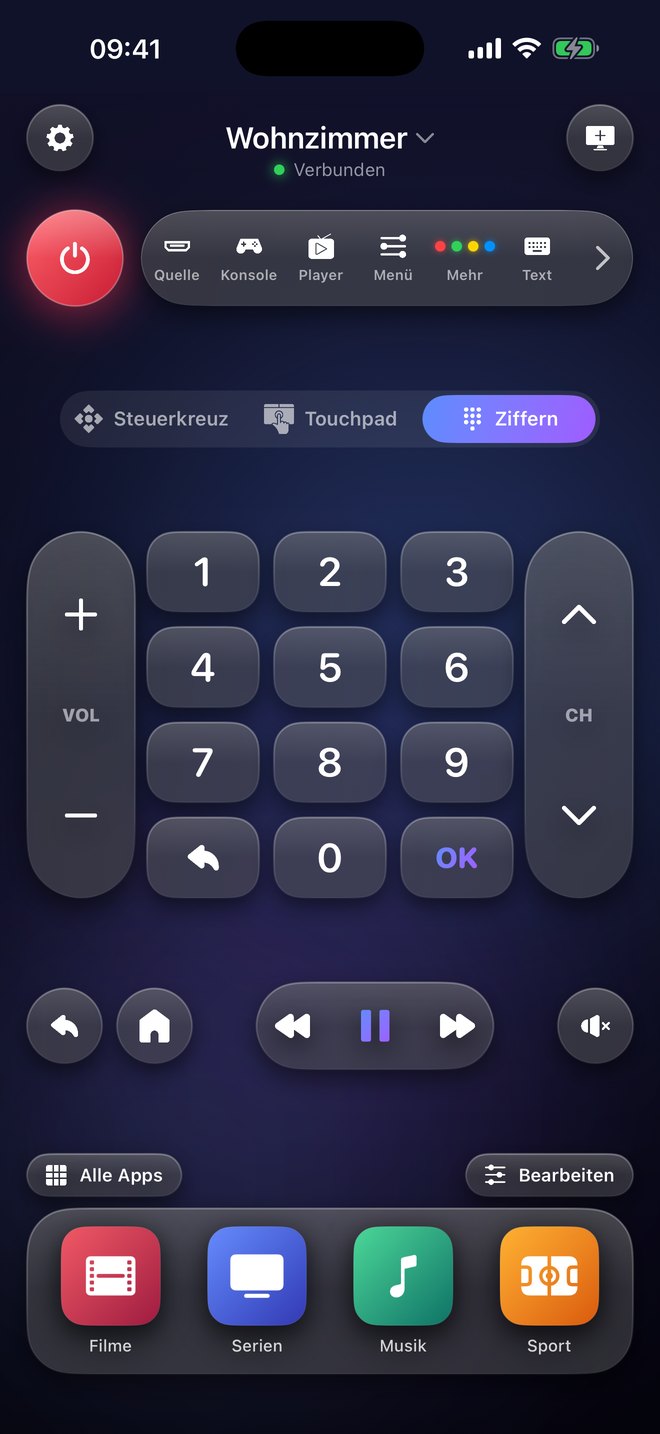 09:41
Wohnzimmer
Verbunden
Quelle Konsole Player Menü Mehr Text
Steuerkreuz Touchpad Ziffern
1 2 3
4 5 6
VOL CH
7 8 9
0 OK
Alle Apps Bearbeiten
Filme Serien Musik Sport